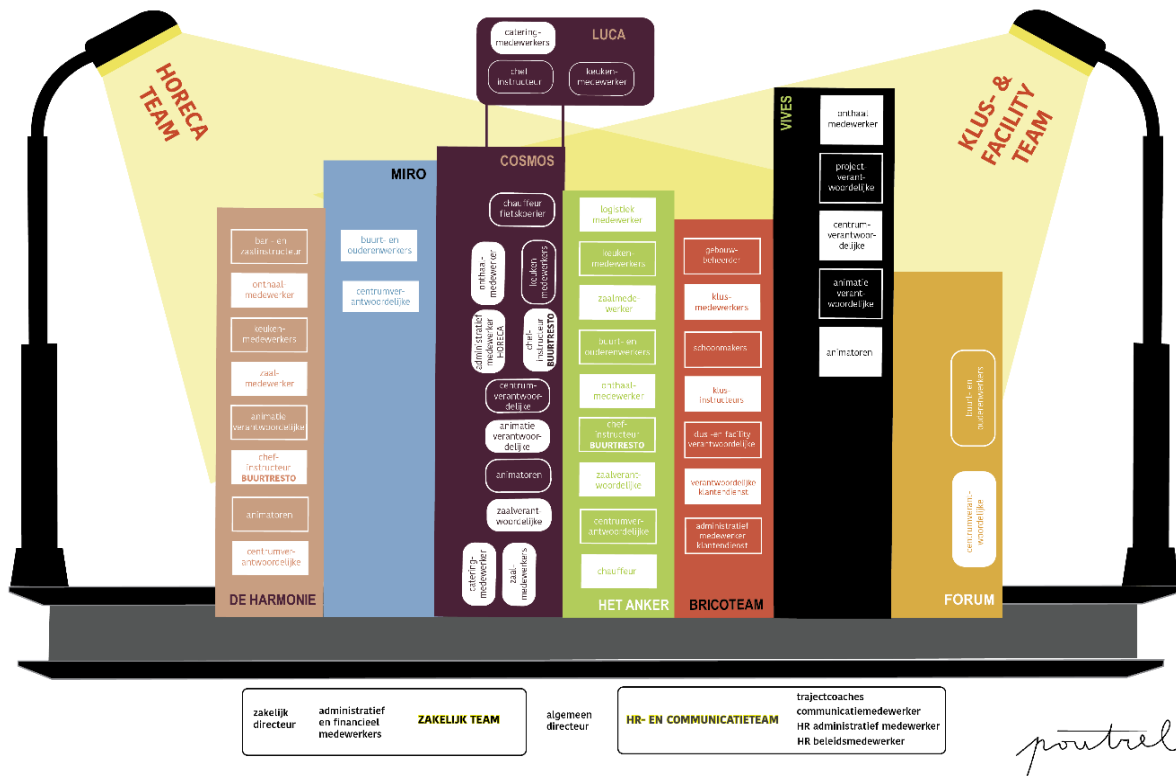 catering-
medewerkers
LUCA
chef
instructeur
keuken-
medewerker
HORECA
TEAM
KLUS- &
FACILITY
TEAM
DE HARMONIE
bar - en
zaalinstructeur
onthaal-
medewerker
keuken-
medewerkers
zaal-
medewerker
animatie
verantwoordelijke
chef-
instructeur
BUURTRESTO
animatoren
centrumver-
antwoordelijke
MIRO
buurt- en
ouderenwerkers
centrumver-
antwoordelijke
COSMOS
chauffeur
fietskoerier
onthaal-
medewerker
keuken
medewerkers
administratief
medewerker
HORECA
chef-
instructeur
BUURTRESTO
centrum-
verantwoor-
delijke
animatie
verantwoor-
delijke
animatoren
zaalverant-
woordelijke
catering-
medewerker
zaal-
medewerkers
HET ANKER
logistiek
medewerker
keuken-
medewerkers
zaalmede-
werker
buurt- en
ouderenwerkers
onthaal-
medewerker
chef-
instructeur
BUURTRESTO
zaalverant-
woordelijke
centrumver-
antwoordelijke
chauffeur
BRICOTEAM
gebouw-
beheerder
klus-
medewerkers
schoonmakers
klus-
instructeurs
dus -en facility
verantwoordelijke
verantwoordelijke
klantendienst
administratief
medewerker
klantendienst
VIVES
onthaal
medewerker
project-
verant-
woordelijke
centrum-
verantwoor-
delijke
animatie
verant-
woordelijke
animatoren
FORUM
buurt- en
ouderenwerkers
centrumverant-
woordelijke
zakelijk
directeur
administratief
en financieel
medewerkers
ZAKELIJK TEAM
algemeen
directeur
HR- EN COMMUNICATIETEAM
trajectcoaches
communicatiemedewerker
HR administratief medewerker
HR beleidsmedewerker
poutrel